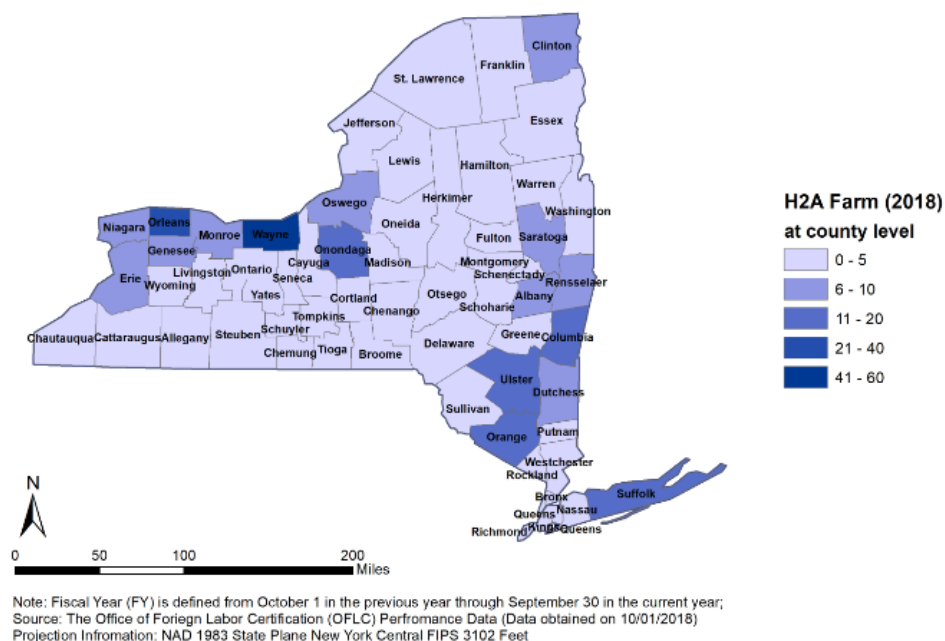 Clinton
Franklin
St. Lawrence
Essex
Jefferson
Lewis
Hamilton
Warren
Herkimer
Washington
Oswego
Oneida
Orleans
Niagara
Monroe
Wayne
Fulton
Saratoga
Onondaga
Genesee
Cayuga
Madison
Montgomery
Erie
Livingston
Ontario
Seneca
Schenectady
Rensselaer
Wyoming
Yates
Cortland
Otsego
Albany
Chenango
Schoharie
Tompkins
Chautauqua
Cattaraugus
Allegany
Steuben
Schuyler
Greene
Columbia
Delaware
Chemung
Tioga
Broome
Ulster
Dutchess
Sullivan
Putnam
Orange
Westchester
Rockland
Bronx
Suffolk
Nassau
Queens
Kings
Queens
Richmond
H2A Farm (2018)
at county level
0 - 5
6 - 10
11 - 20
21 - 40
41 - 60
N
0 50 100 200
Miles
Note: Fiscal Year (FY) is defined from October 1 in the previous year through September 30 in the current year;
Source: The Office of Foriegn Labor Certification (OFLC) Perfromance Data (Data obtained on 10/01/2018)
Projection Infromation: NAD 1983 State Plane New York Central FIPS 3102 Feet